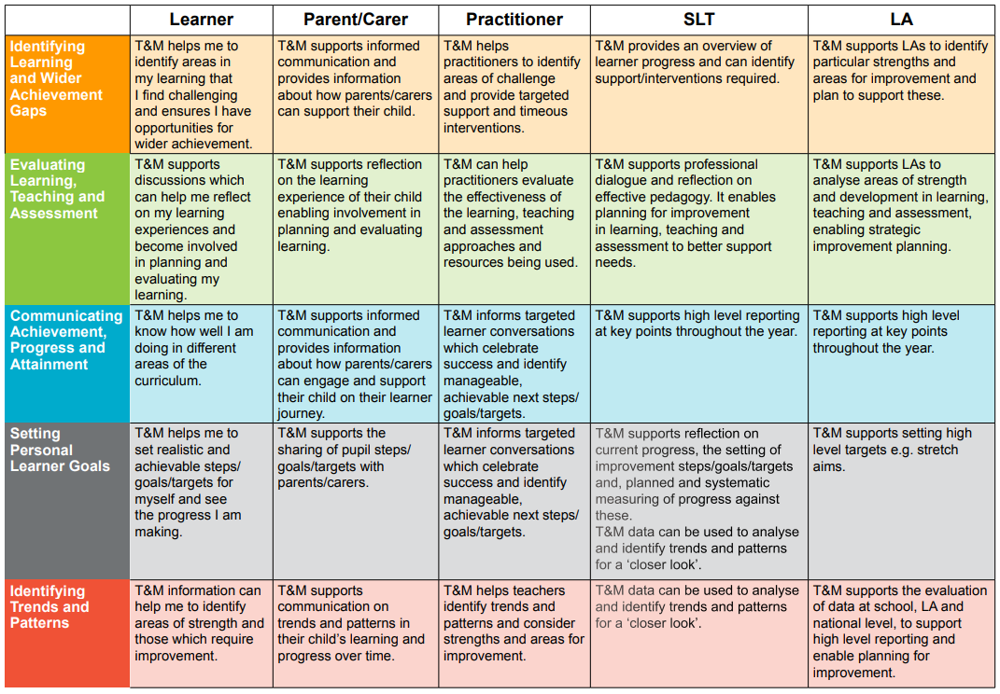 Learner
Parent/Carer
Practitioner
SLT
LA
Identifying
Learning
and Wider
Achievement
Gaps
T&M helps me to
identify areas in
my learning that
I find challenging
and ensures I have
opportunities for
wider achievement.
T&M supports informed
communication and
provides information
about how parents/carers
can support their child.
T&M helps
practitioners to identify
areas of challenge
and provide targeted
support and timeous
interventions.
T&M provides an overview of
learner progress and can identify
support/interventions required.
T&M supports LAs to identify
particular strengths and
areas for improvement and
plan to support these.
Evaluating
Learning,
Teaching and
Assessment
T&M supports
discussions which
can help me reflect
on my learning
experiences and
become involved
in planning and
evaluating my
learning.
T&M supports reflection
on the learning
experience of their child
enabling involvement in
planning and evaluating
learning.
T&M can help
practitioners evaluate
the effectiveness of
the learning, teaching
and assessment
approaches and
resources being used.
T&M supports professional
dialogue and reflection on
effective pedagogy. It enables
planning for improvement
in learning, teaching and
assessment to better support
needs.
T&M supports LAs to
analyse areas of strength
and development in learning,
teaching and assessment,
enabling strategic
improvement planning.
Communicating
Achievement,
Progress and
Attainment
T&M helps me to
know how well I am
doing in different
areas of the
curriculum.
T&M supports informed
communication and
provides information
about how parents/carers
can engage and support
their child on their learner
journey.
T&M informs targeted
learner conversations
which celebrate
success and identify
manageable,
achievable next steps/
goals/targets.
T&M supports high level reporting
at key points throughout the year.
T&M supports high level
reporting at key points
throughout the year.
Setting
Personal
Learner Goals
T&M helps me to
set realistic and
achievable steps/
goals/targets for
myself and see
the progress I am
making.
T&M supports the
sharing of pupil steps/
goals/targets with
parents/carers.
T&M informs targeted
learner conversations
which celebrate
success and identify
manageable,
achievable next steps/
goals/targets.
T&M supports reflection on
current progress, the setting of
improvement steps/goals/targets
and, planned and systematic
measuring of progress against
these.
T&M data can be used to analyse
and identify trends and patterns
for a ‘closer look’.
T&M supports setting high
level targets e.g. stretch
aims.
Identifying
Trends and
Patterns
T&M information can
help me to identify
areas of strength and
those which require
improvement.
T&M supports
communication on
trends and patterns in
their child’s learning and
progress over time.
T&M helps teachers
identify trends and
patterns and consider
strengths and areas for
improvement.
T&M data can be used to analyse
and identify trends and patterns
for a ‘closer look’.
T&M supports the evaluation
of data at school, LA and
national level, to support
high level reporting and
enable planning for
improvement.